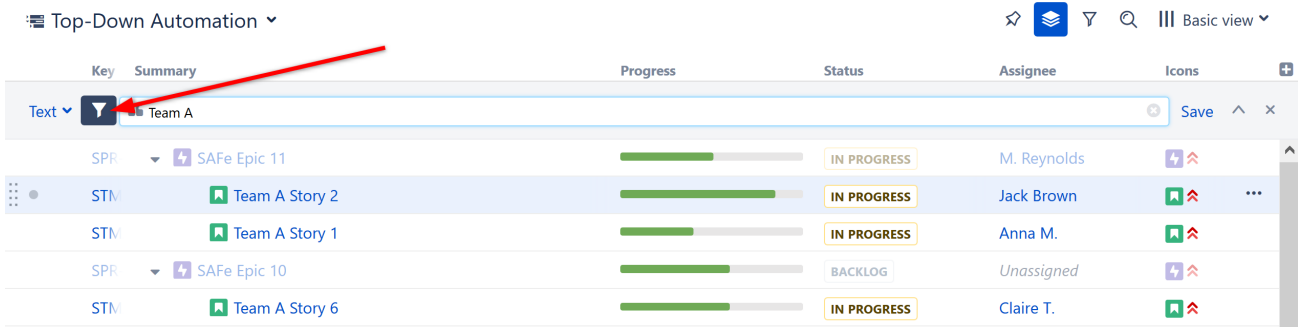 Top-Down Automation Basic view
Key Summary Progress Status Assignee Icons
Text Team A Save
SPR SAFe Epic 11 IN PROGRESS M. Reynolds
STM Team A Story 2 IN PROGRESS Jack Brown
STM Team A Story 1 IN PROGRESS Anna M.
SPR SAFe Epic 10 BACKLOG Unassigned
STM Team A Story 6 IN PROGRESS Claire T.